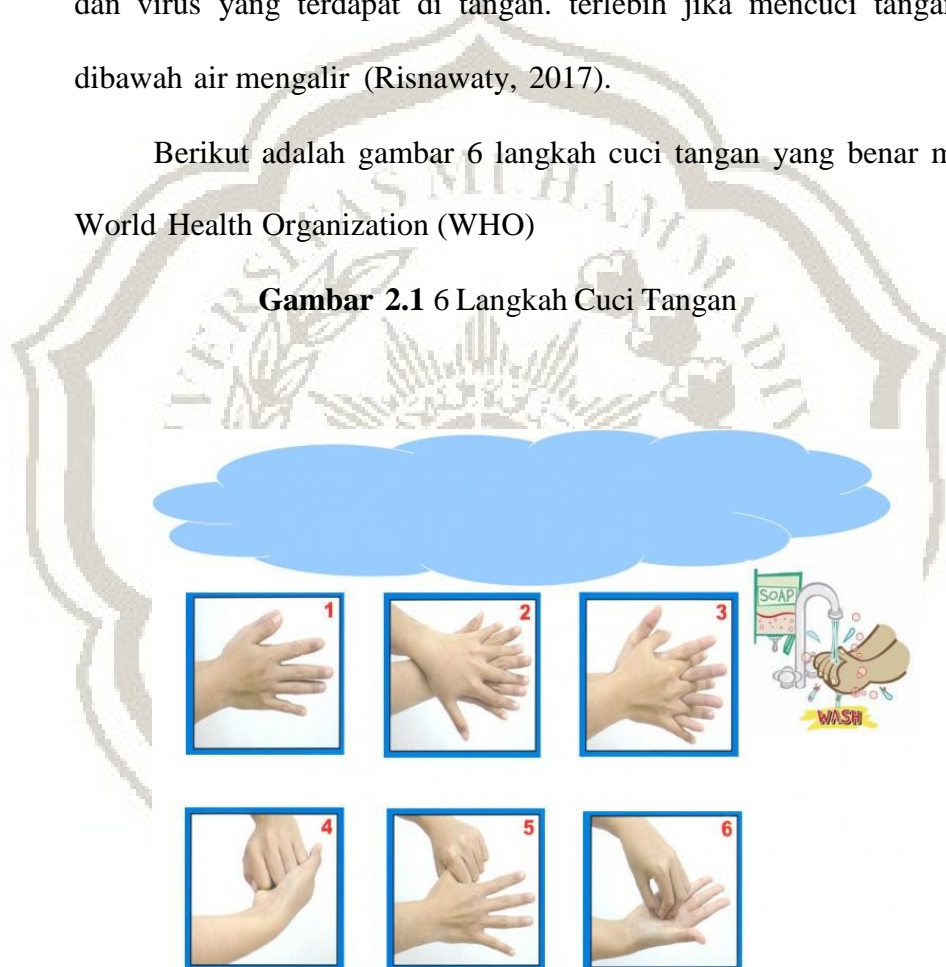 dan virus yang terdapat di tangan. terlebih jika mencuci tangan
dibawah air mengalir (Risnawaty, 2017).
Berikut adalah gambar 6 langkah cuci tangan yang benar m
World Health Organization (WHO)
Gambar 2.1 6 Langkah Cuci Tangan
1
2
3
SOAP
WASH
4
5
6